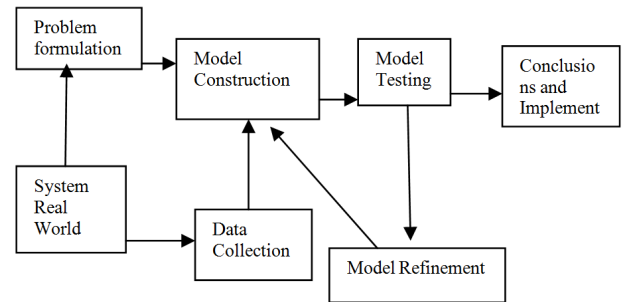 Problem
formulation
Model
Construction
Model
Testing
Conclusio
ns and
Implement
System
Real
World
Data
Collection
Model Refinement